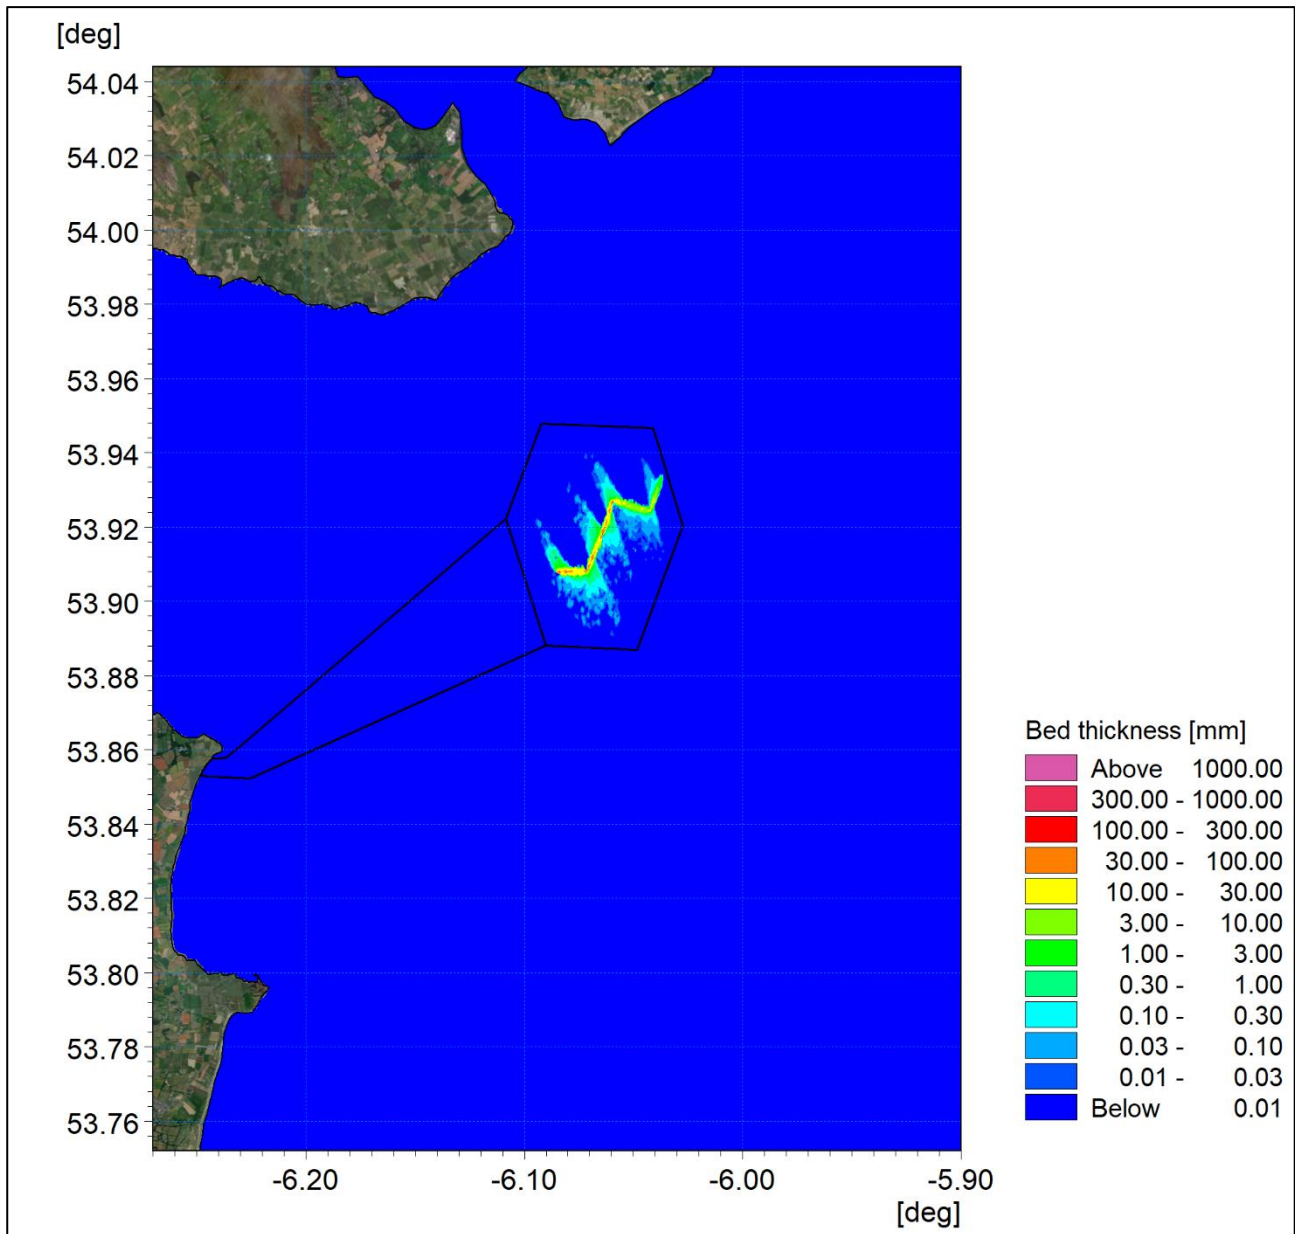 [deg]
54.04
54.02
54.00
53.98
53.96
53.94
53.92
53.90
53.88
53.86
53.84
53.82
53.80
53.78
53.76
-6.20 -6.10 -6.00 -5.90
[deg]
Bed thickness [mm]
Above 1000.00
300.00 - 1000.00
100.00 - 300.00
30.00 - 100.00
10.00 - 30.00
3.00 - 10.00
1.00 - 3.00
0.30 - 1.00
0.10 - 0.30
0.03 - 0.10
0.01 - 0.03
Below 0.01